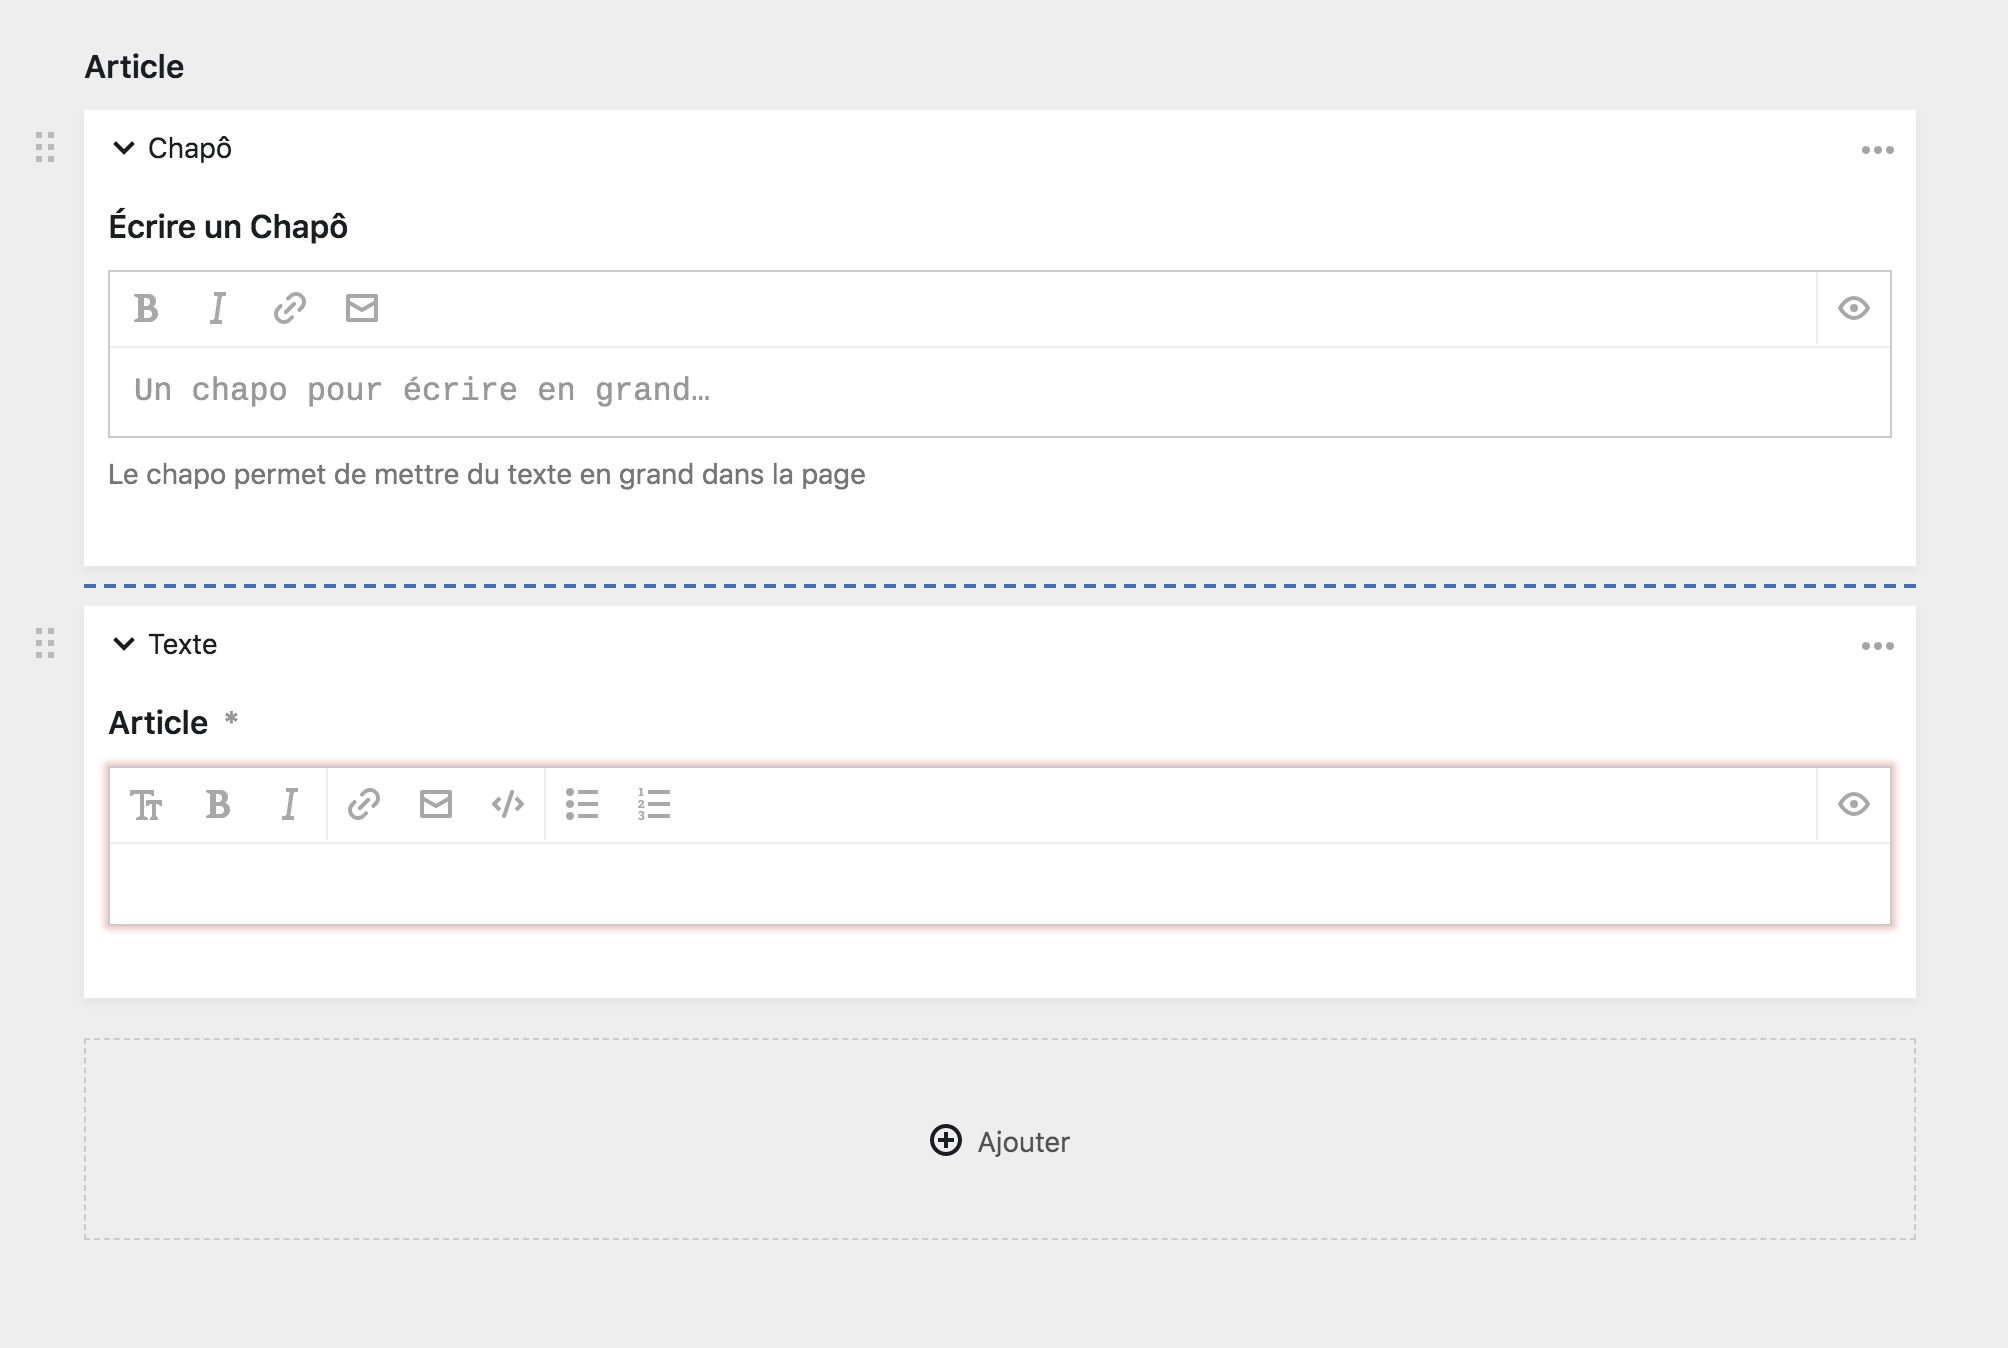 Article
Chapô
Écrire un Chapô
Un chapo pour écrire en grand…
Le chapo permet de mettre du texte en grand dans la page
Texte
Article *
Ajouter